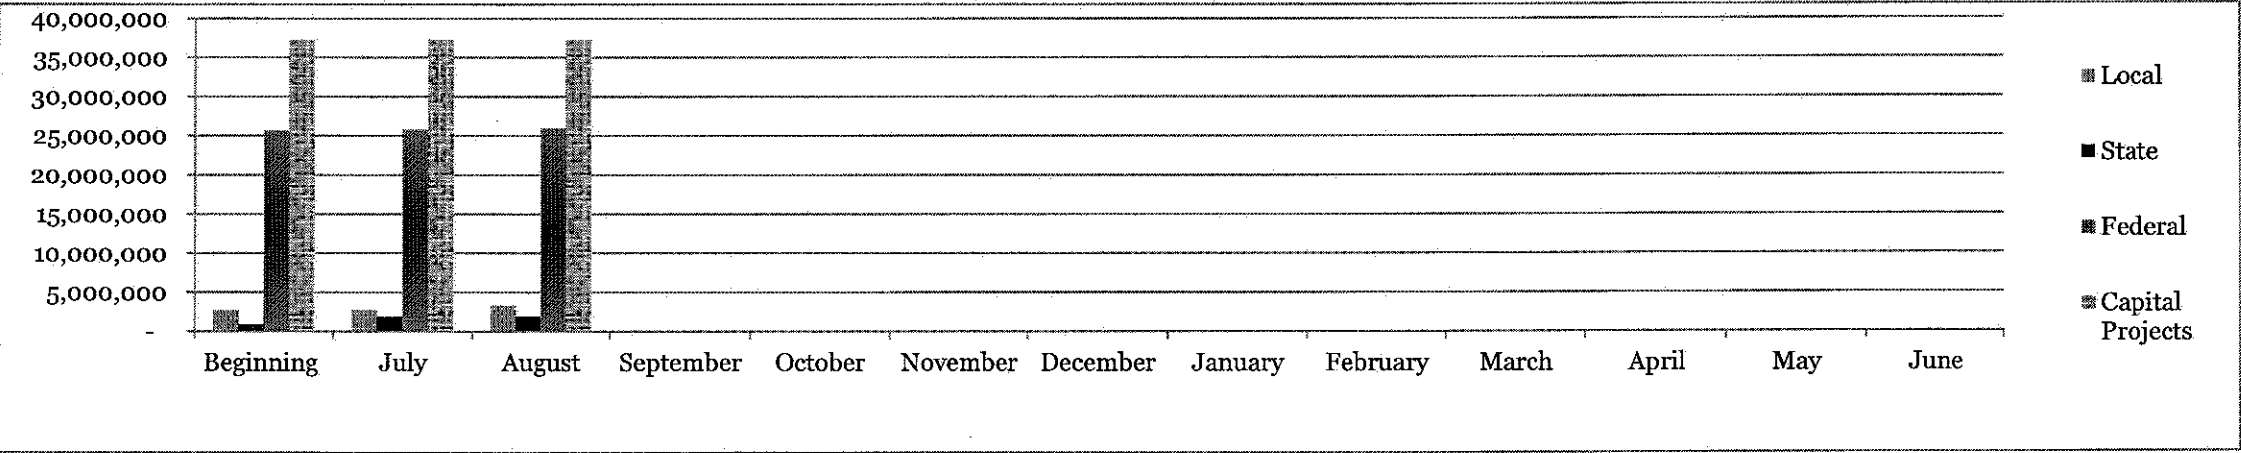 40,000,000
35,000,000
30,000,000
25,000,000
20,000,000
15,000,000
10,000,000
5,000,000
-
Beginning July August September October November December January February March April May June
Local
State
Federal
Capital
Projects